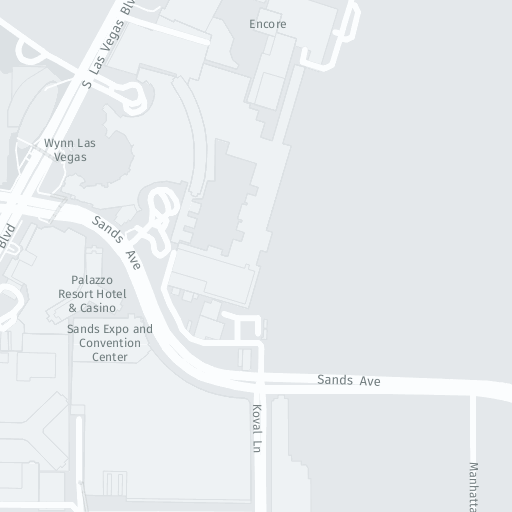 Encore
S Las Vegas Blv
Wynn Las
Vegas
Sands Ave
Blvd
Palazzo
Resort Hotel
& Casino
Sands Expo and
Convention
Center
Sands Ave
Koval Ln
Manhatta